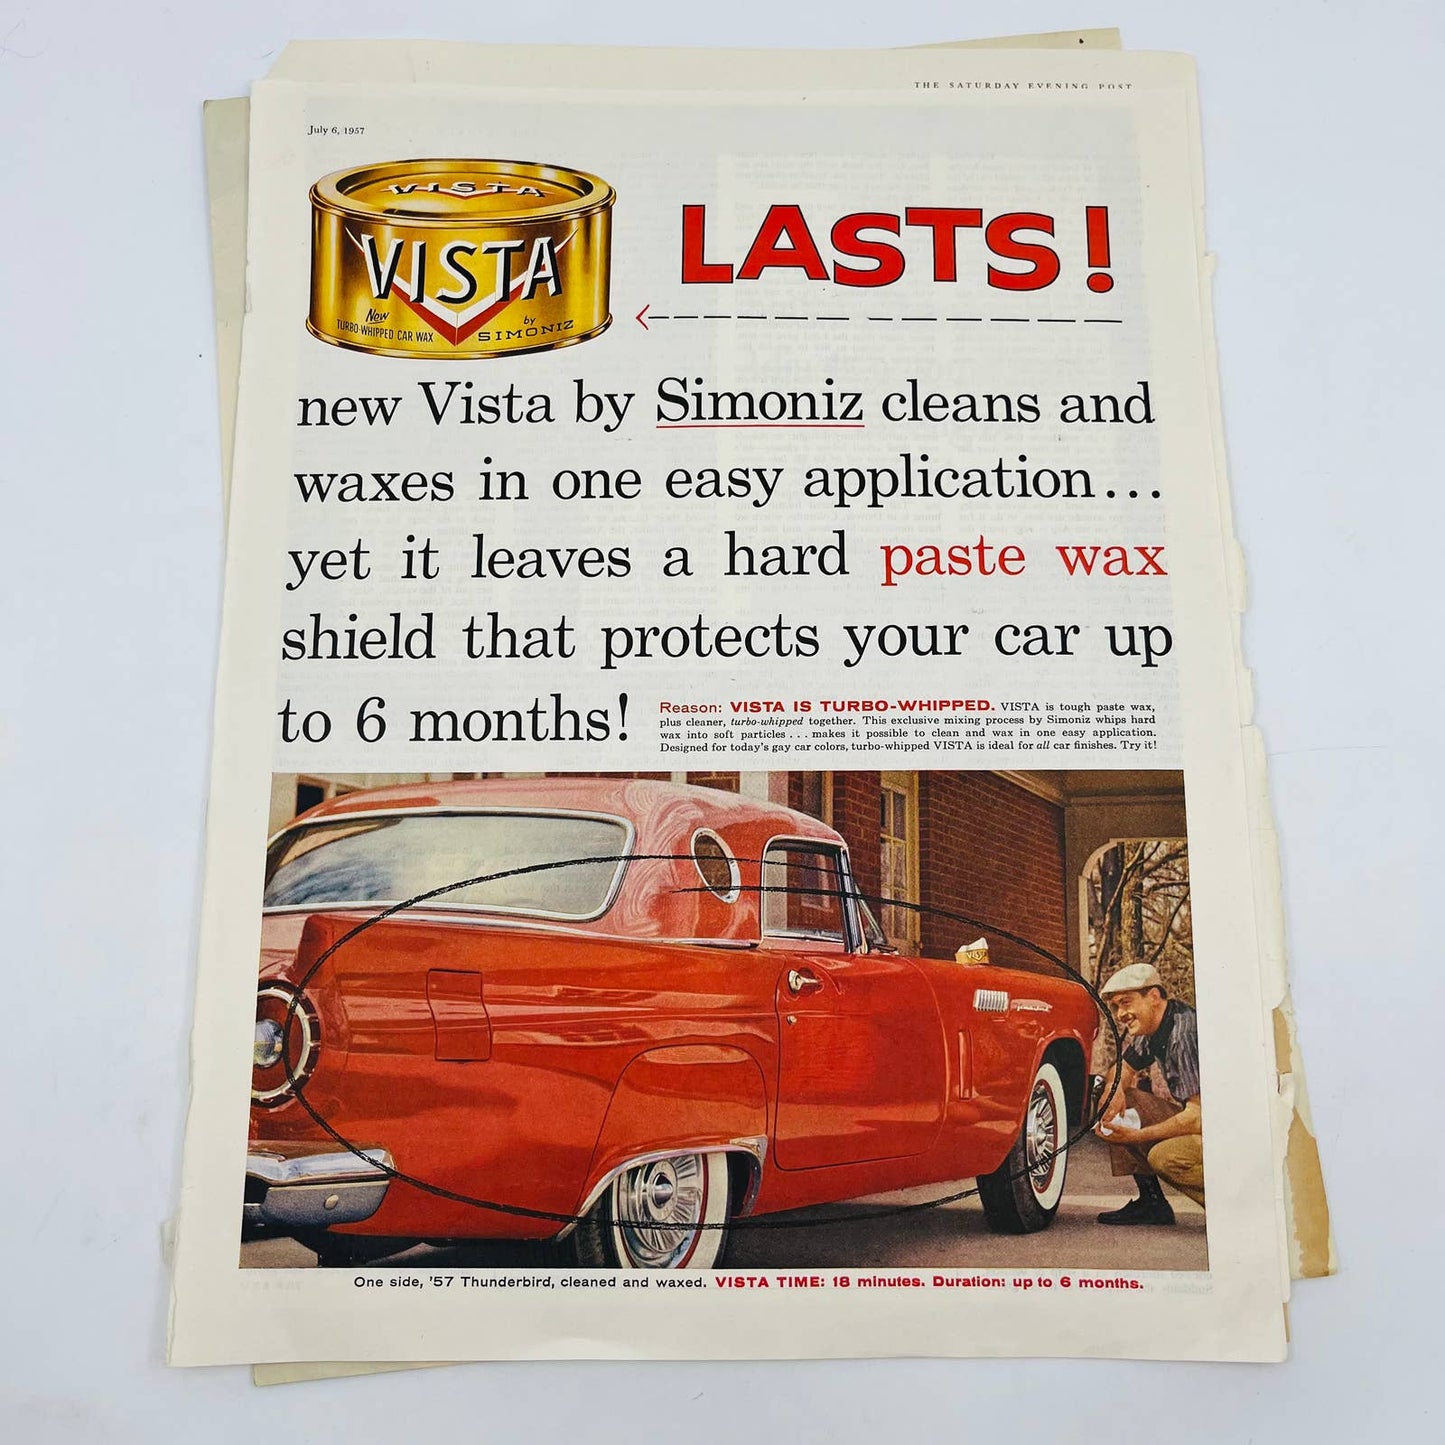 THE SATURDAY EVENING POST
July 6, 1957
VISTA
VISTA
New
TURBO-WHIPPED CAR WAX
by
SIMONIZ
LASTS!
new Vista by Simoniz cleans and
waxes in one easy application...
yet it leaves a hard paste wax
shield that protects your car up
to 6 months!
Reason: VISTA IS TURBO-WHIPPED. VISTA is tough paste wax,
plus cleaner, turbo-whipped together. This exclusive mixing process by Simoniz whips hard
wax into soft particles . . . makes it possible to clean and wax in one easy application.
Designed for today's gay car colors, turbo-whipped VISTA is ideal for all car finishes. Try it!
VISTA
One side, '57 Thunderbird, cleaned and waxed. VISTA TIME: 18 minutes. Duration: up to 6 months.